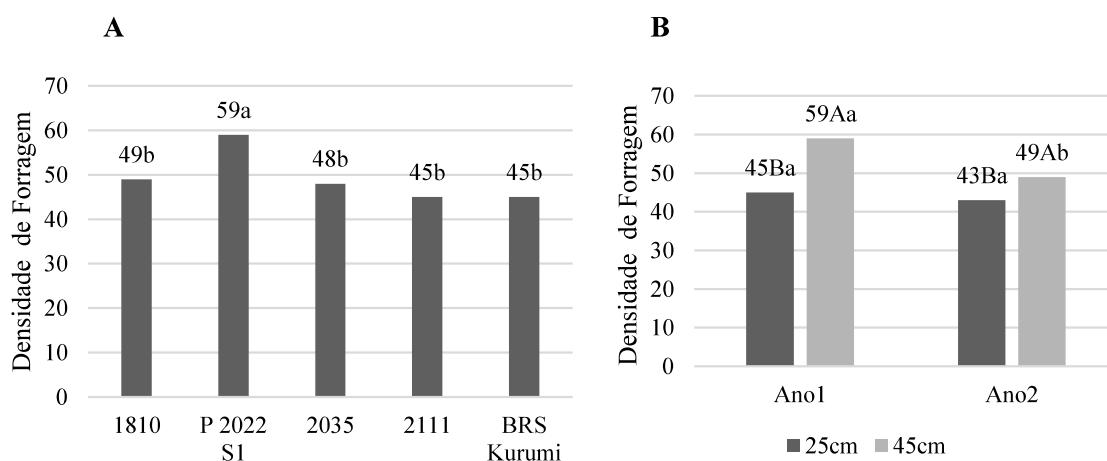 A
Densidade de Forragem
70
60
50
40
30
20
10
0
49b
59a
48b
45b
45b
1810
P 2022
S1
2035
2111
BRS
Kurumi
B
Densidade de Forragem
70
60
50
40
30
20
10
0
45Ba
59Aa
43Ba
49Ab
Ano1
Ano2
25cm
45cm